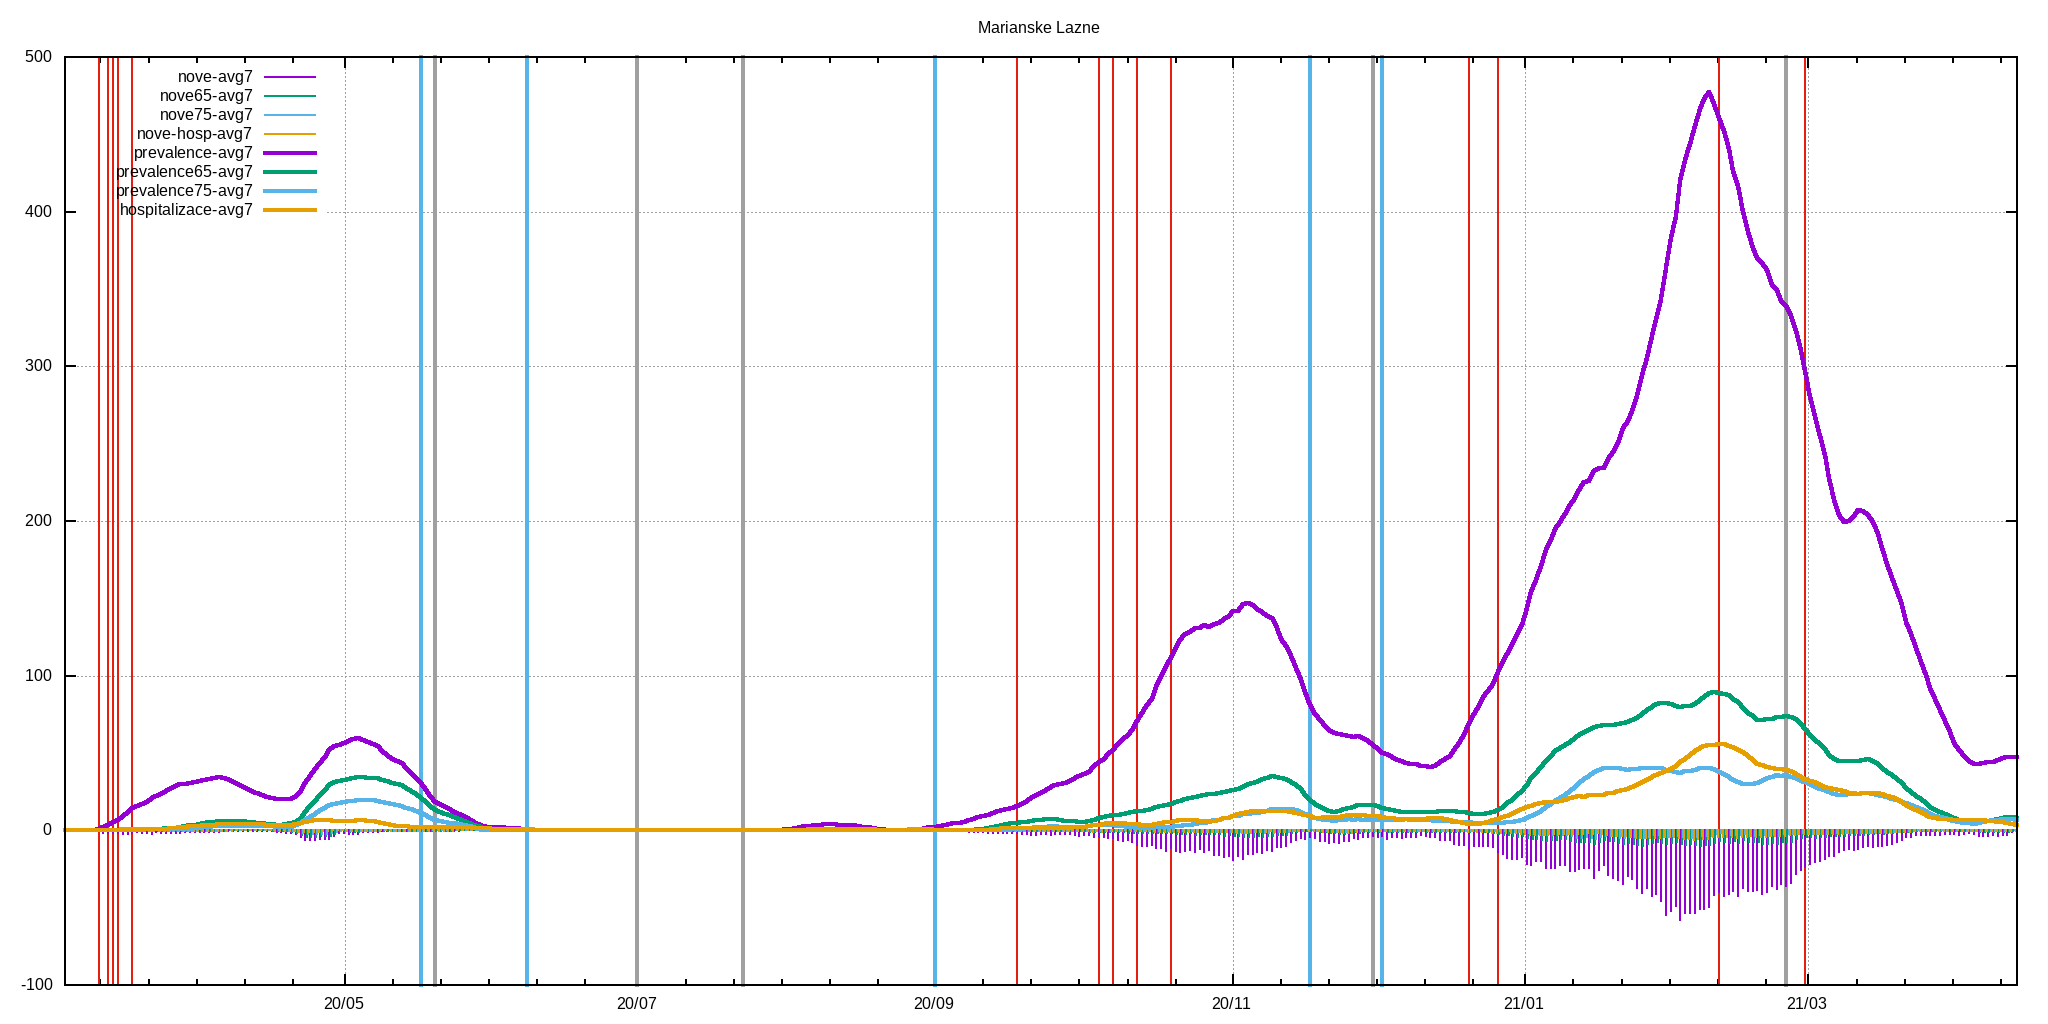 Marianske Lazne
500
nove-avg7
nove65-avg7
nove75-avg7
nove-hosp-avg7
prevalence-avg7
prevalence65-avg7
prevalence75-avg7
hospitalizace-avg7
400
300
200
100
0
-100
20/05 20/07 20/09 20/11 21/01 21/03